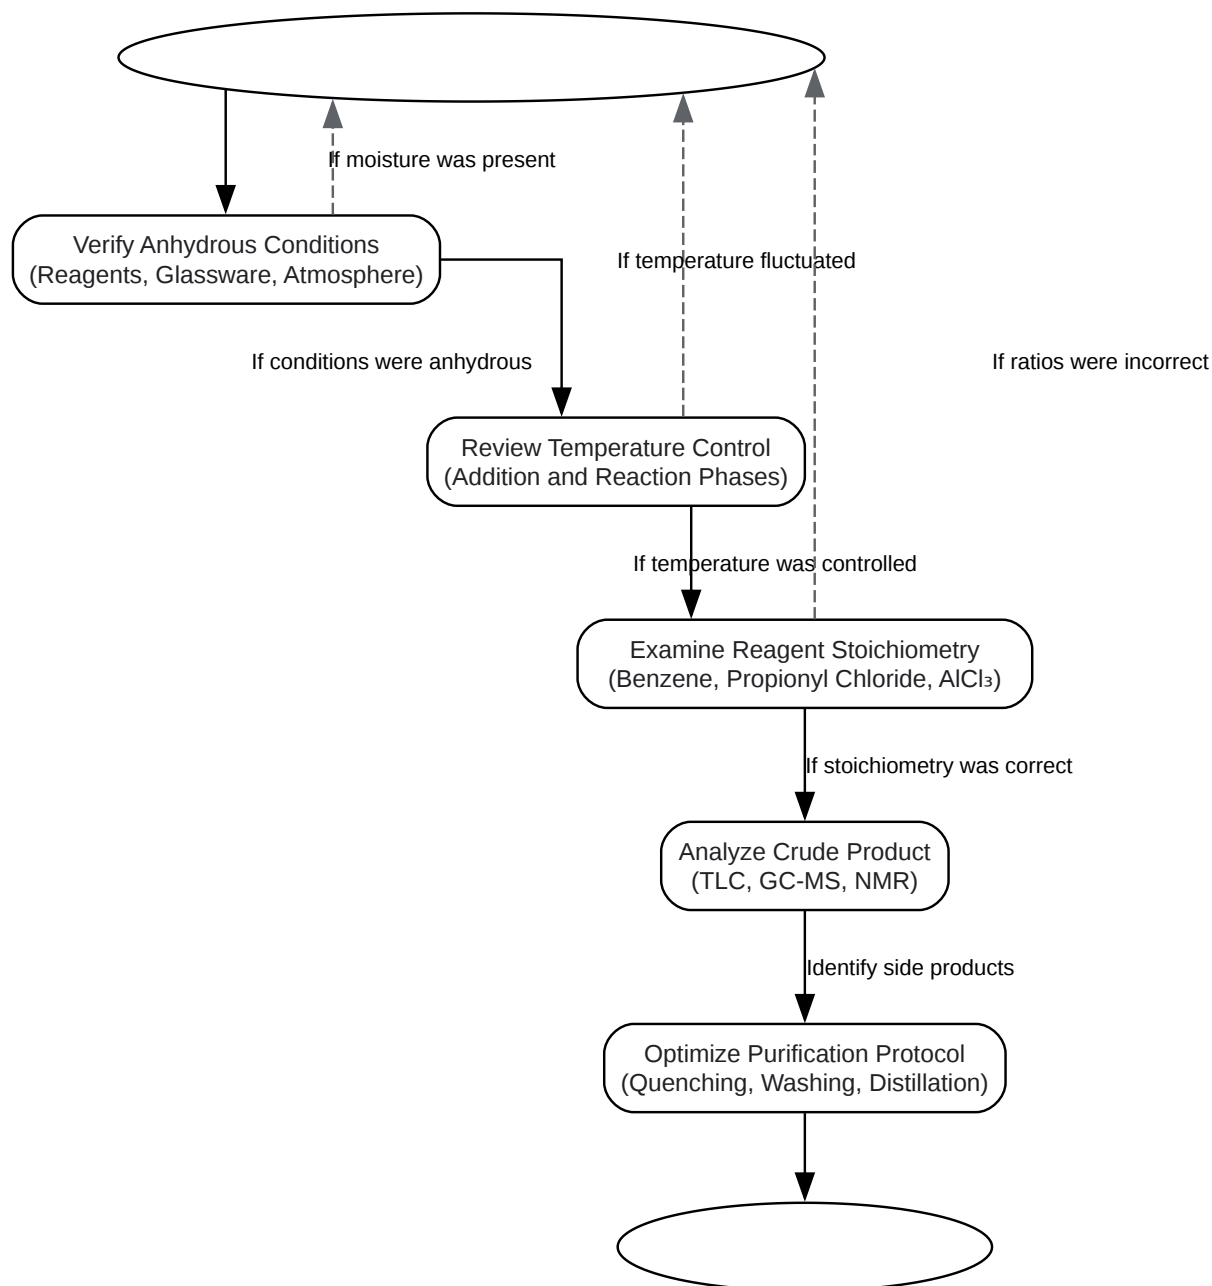 If moisture was present
Verify Anhydrous Conditions
(Reagents, Glassware, Atmosphere)
If temperature fluctuated
If conditions were anhydrous
If ratios were incorrect
Review Temperature Control
(Addition and Reaction Phases)
If temperature was controlled
Examine Reagent Stoichiometry
(Benzene, Propionyl Chloride, AlCl₃)
If stoichiometry was correct
Analyze Crude Product
(TLC, GC-MS, NMR)
Identify side products
Optimize Purification Protocol
(Quenching, Washing, Distillation)